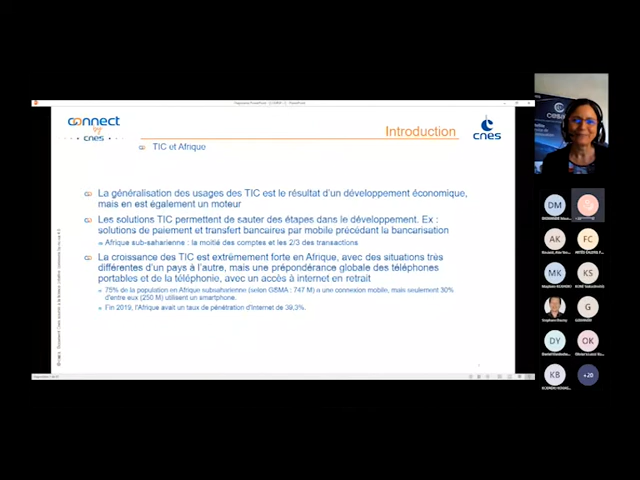 connect
by
cnes
Introduction
cnes
TIC et Afrique
La généralisation des usages des TIC est le résultat d'un développement économique,
mais en est également un moteur
Les solutions TIC permettent de sauter des étapes dans le développement. Ex :
solutions de paiement et transfert bancaires par mobile précédant la bancarisation
Afrique sub-saharienne : la moitié des comptes et les 2/3 des transactions
La croissance des TIC est extrêmement forte en Afrique, avec des situations très
différentes d'un pays à l'autre, mais une prépondérance globale des téléphones
portables et de la téléphonie, avec un accès à internet en retrait
75% de la population en Afrique subsaharienne (selon GSMA : 747 M) a une connexion mobile, mais seulement 30%
d'entre eux (250 M) utilisent un smartphone.
Fin 2019, l'Afrique avait un taux de pénétration d'Internet de 39,3%.
DM
AK
FC
MK
KS
G
DY
OK
KB
+20